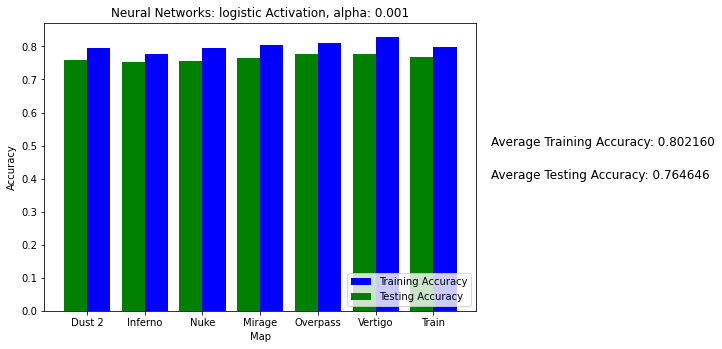 Neural Networks: logistic Activation, alpha: 0.001
0.8
0.7
0.6
0.5
0.4
0.3
0.2
0.1
0.0
Accuracy
Dust 2 Inferno Nuke Mirage Overpass Vertigo Train
Map
Training Accuracy
Testing Accuracy
Average Training Accuracy: 0.802160
Average Testing Accuracy: 0.764646